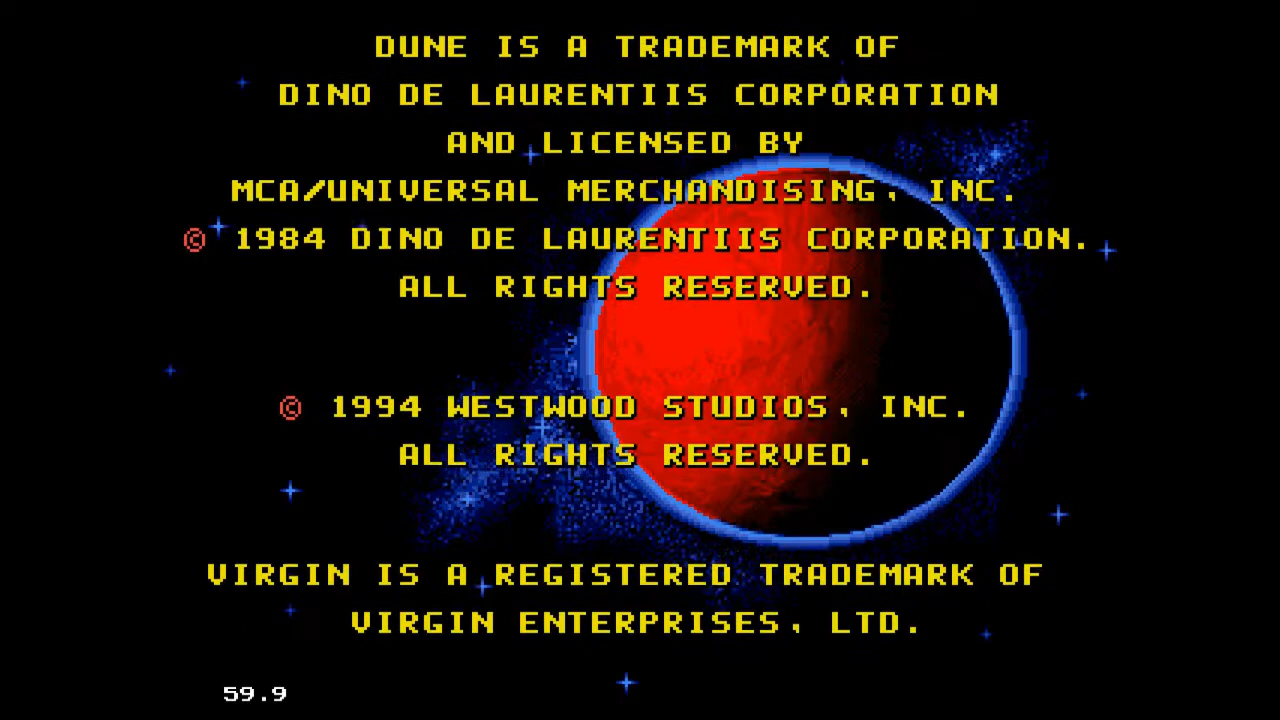 DUNE IS A TRADEMARK OF
DINO DE LAURENTIIS CORPORATION
AND LICENSED BY
MCA/UNIVERSAL MERCHANDISING, INC.
© 1984 DINO DE LAURENTIIS CORPORATION.
ALL RIGHTS RESERVED.
© 1994 WESTWOOD STUDIOS, INC.
ALL RIGHTS RESERVED.
VIRGIN IS A REGISTERED TRADEMARK OF
VIRGIN ENTERPRISES, LTD.
59.9